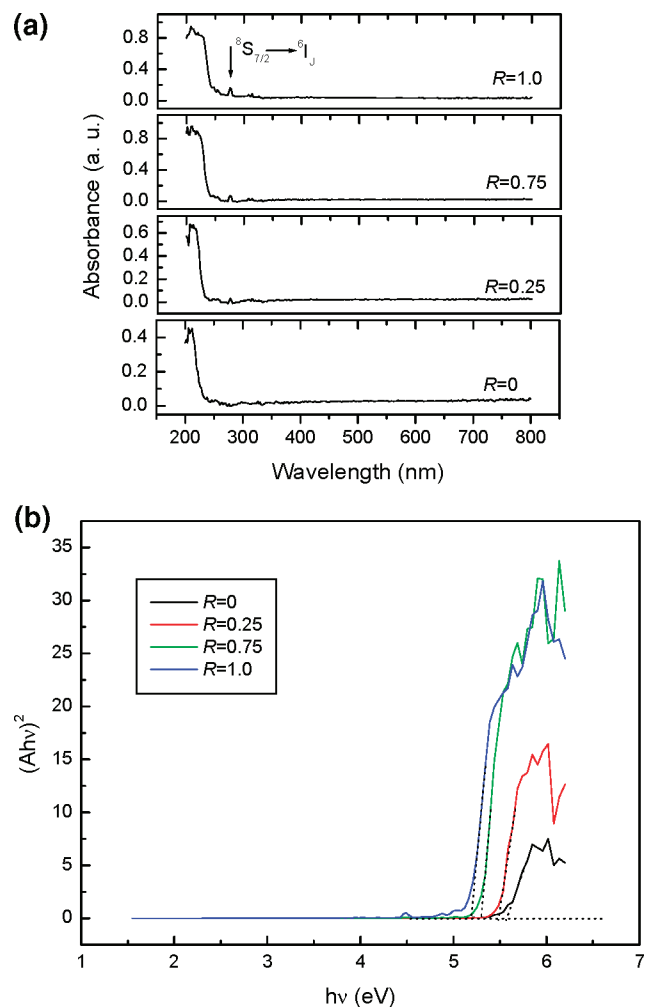 (a)
⁸S₇/₂ → ⁶I_J
0.8
0.4
0.0
R=1.0
0.8
0.4
0.0
R=0.75
0.6
0.4
0.2
0.0
R=0.25
0.4
0.2
0.0
R=0
Absorbance (a. u.)
200 300 400 500 600 700 800
Wavelength (nm)
(b)
35
30
25
20
15
10
5
0
R=0
R=0.25
R=0.75
R=1.0
(Ahν)²
1 2 3 4 5 6 7
hν (eV)